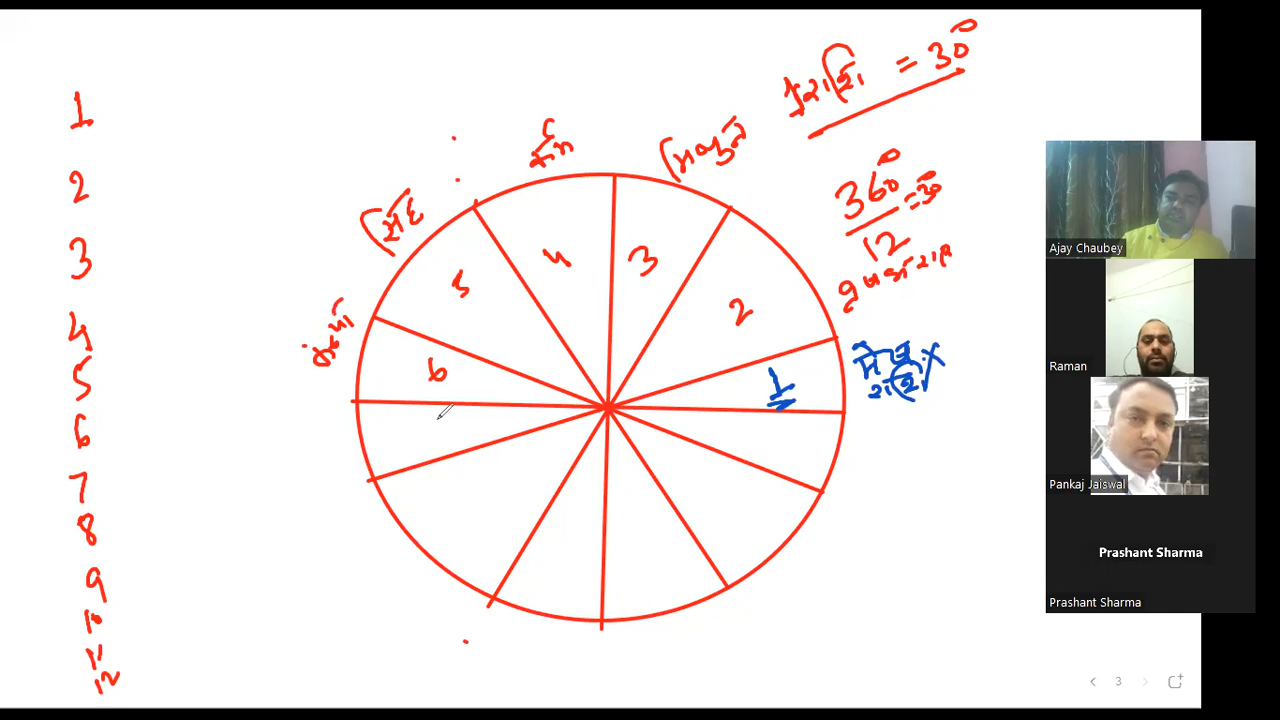 1 राशि = 30°
360°/12 = 30°
मिथुन
कर्क
सिंह
कन्या
वृषभ राशि
मेष राशि
1
2
3
4
5
6
1
2
3
4
5
6
7
8
9
10
11
12
Ajay Chaubey
Raman
Pankaj Jaiswal
Prashant Sharma
Prashant Sharma
3